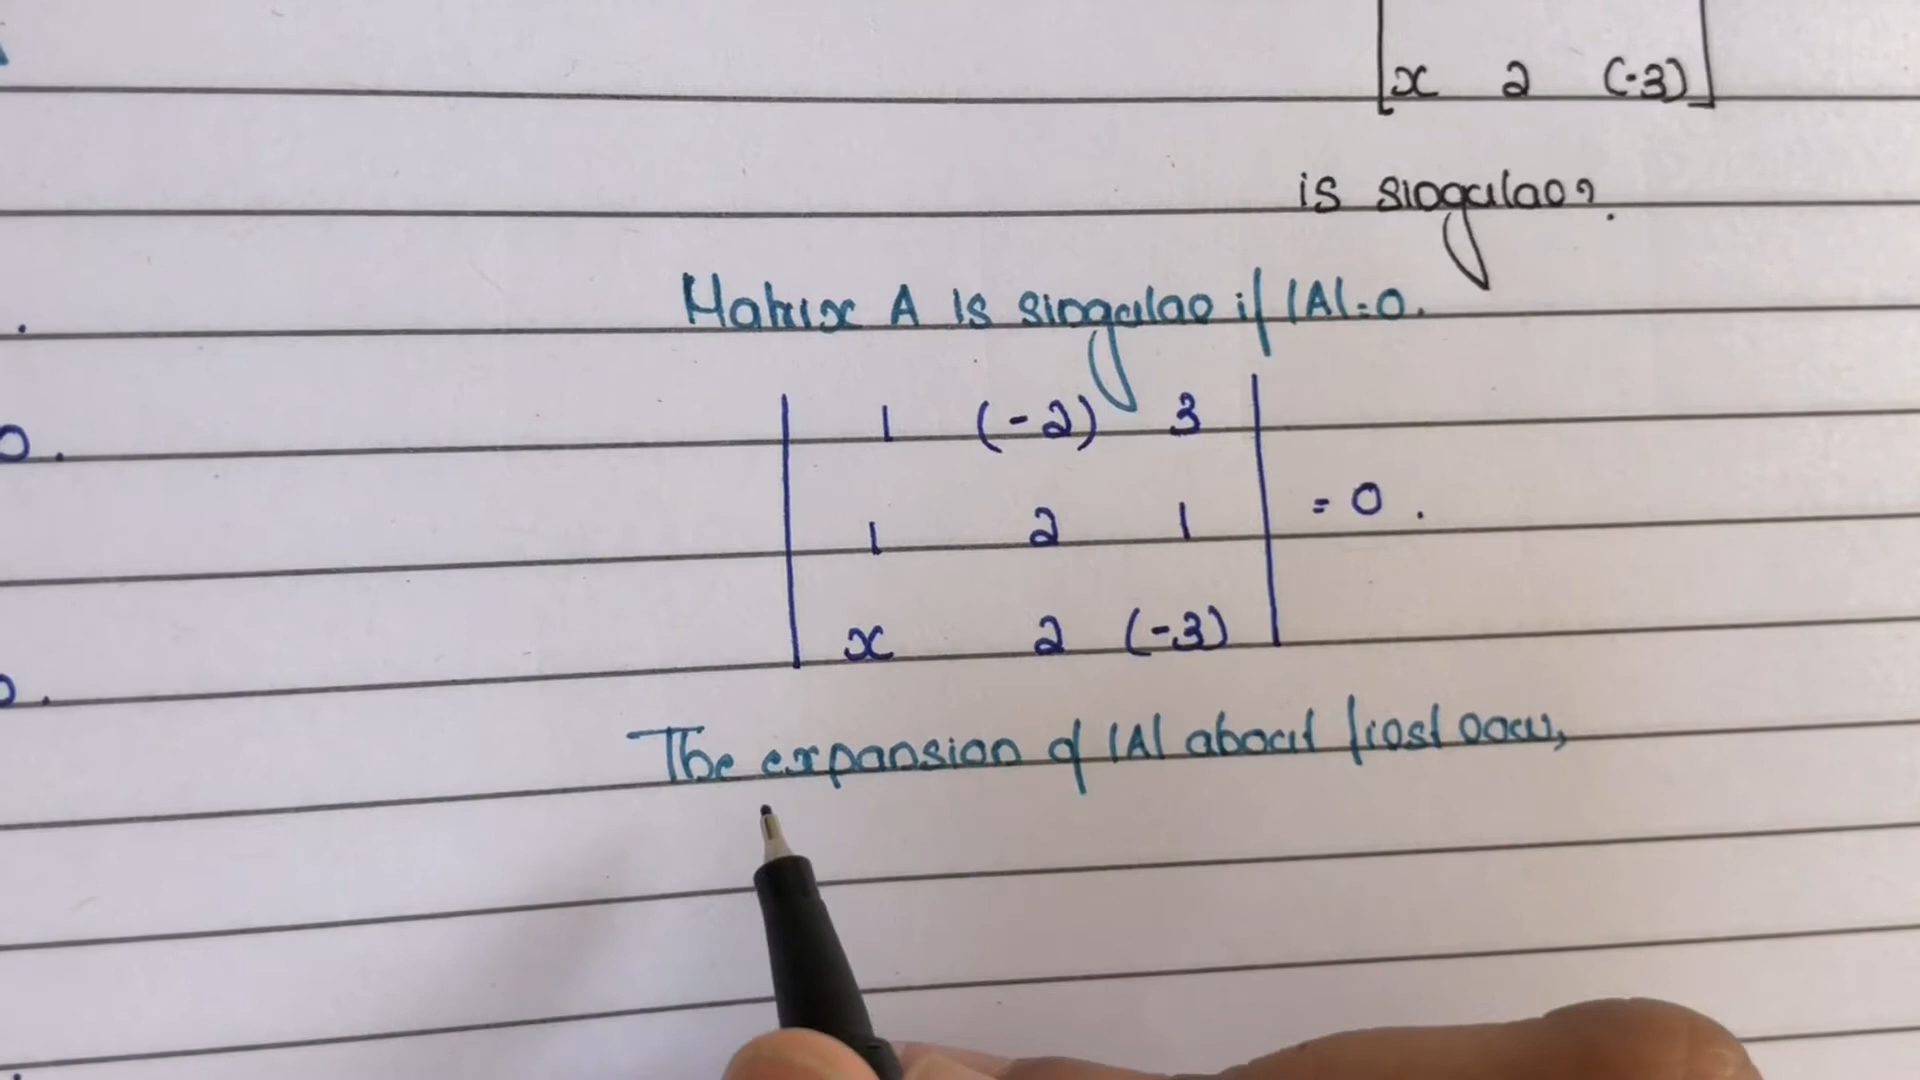 x 2 (-3)
is singular.
Matrix A is singular if |A|=0.
1 (-2) 3
1 2 1 = 0.
x 2 (-3)
The expansion of |A| about first row,